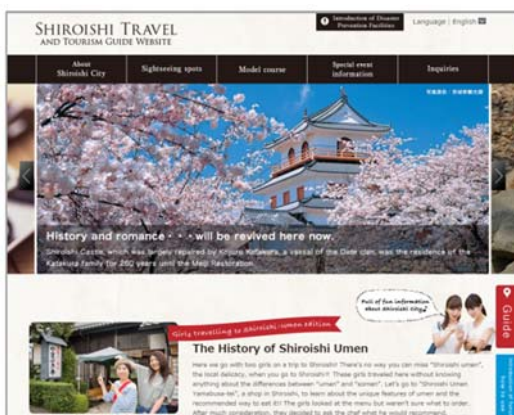 SHIROISHI TRAVEL
AND TOURISM GUIDE WEBSITE
Introduction of Disaster
Prevention Facilities
Language | English
About
Shiroishi City
Sightseeing spots
Model course
Special event
information
Inquiries
History and romance・・・will be revived here now.
Shiroishi Castle, which was largely repaired by Kojuro Katakura, a vassal of the Date clan, was the residence of the
Katakura family for 260 years until the Meiji Restoration.
Full of fun information
about Shiroishi City
Guide
Girls travelling to Shiroishi-umen edition
The History of Shiroishi Umen
Here we go with two girls on a trip to Shiroishi! There's no way you can miss "Shiroishi umen",
the local delicacy, when you go to Shiroishi!! These girls traveled here without knowing
anything about the differences between "umen" and "somen". Let's go to "Shiroishi Umen
Yamabuse-tei", a shop in Shiroishi, to learn about the unique features of umen and the
recommended way to eat it! The girls looked at the menu but weren't sure what to order.
After much consideration, they decided to ask the chef what he would recommend